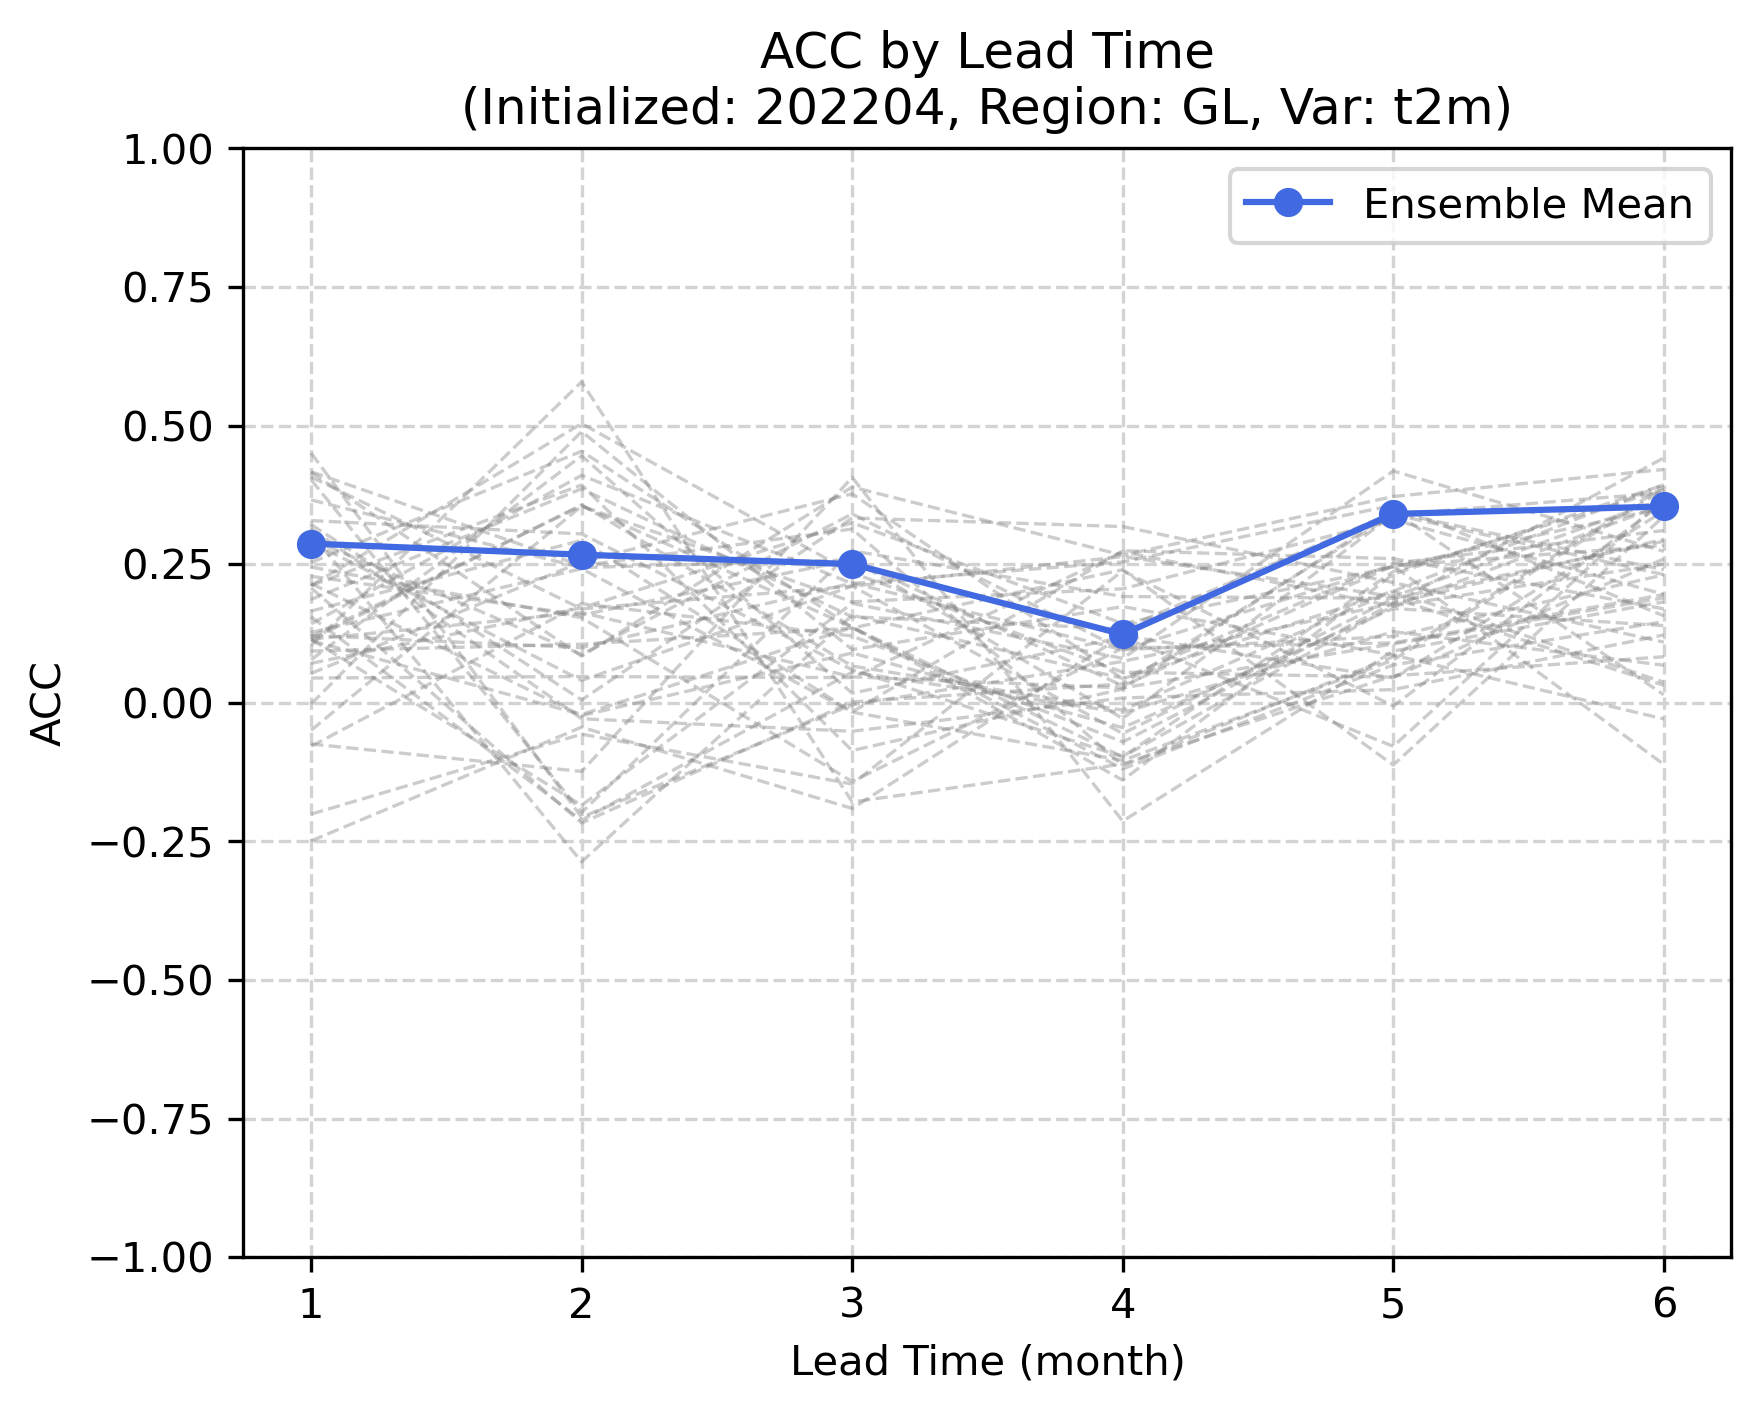 ACC by Lead Time
(Initialized: 202204, Region: GL, Var: t2m)
Ensemble Mean
1.00
0.75
0.50
0.25
0.00
−0.25
−0.50
−0.75
−1.00
ACC
1 2 3 4 5 6
Lead Time (month)